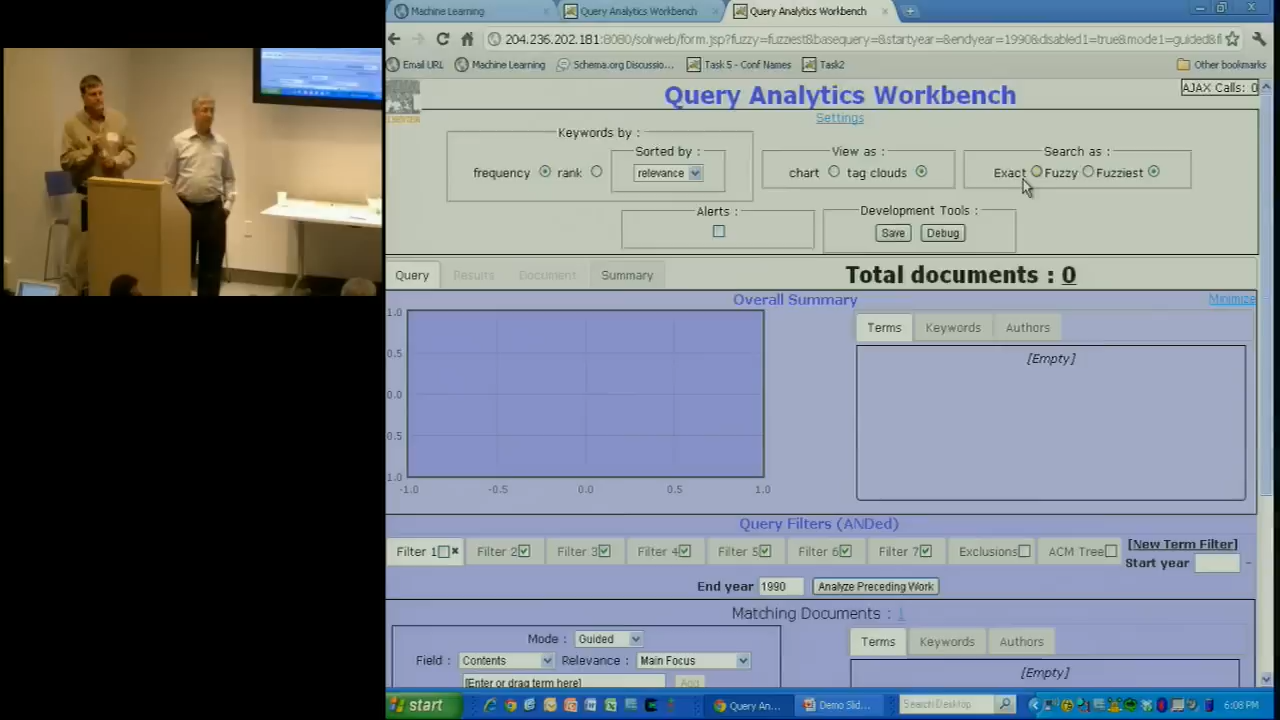 Machine Learning
Query Analytics Workbench
Query Analytics Workbench
204.236.202.181:8080/solrweb/form.jsp?fuzzy=fuzziest&basequery=&startyear=&endyear=1990&disabled1=true&mode1=guided&fi
Email URL
Machine Learning
Schema.org Discussio...
Task 5 - Conf Names
Task2
Other bookmarks
Query Analytics Workbench
AJAX Calls: 0
Settings
Keywords by :
frequency
rank
Sorted by :
relevance
View as :
chart
tag clouds
Search as :
Exact
Fuzzy
Fuzziest
Alerts :
Development Tools :
Save
Debug
Query
Results
Document
Summary
Total documents : 0
Overall Summary
Minimize
1.0
0.5
0.0
0.5
1.0
-1.0
-0.5
0.0
0.5
1.0
Terms
Keywords
Authors
[Empty]
Query Filters (ANDed)
Filter 1
Filter 2
Filter 3
Filter 4
Filter 5
Filter 6
Filter 7
Exclusions
ACM Tree
[New Term Filter]
Start year
-
End year
1990
Analyze Preceding Work
Matching Documents :
Mode :
Guided
Field :
Contents
Relevance :
Main Focus
[Enter or drag term here]
Add
Terms
Keywords
Authors
[Empty]
start
Query An...
Demo Slid...
Search Desktop
6:08 PM